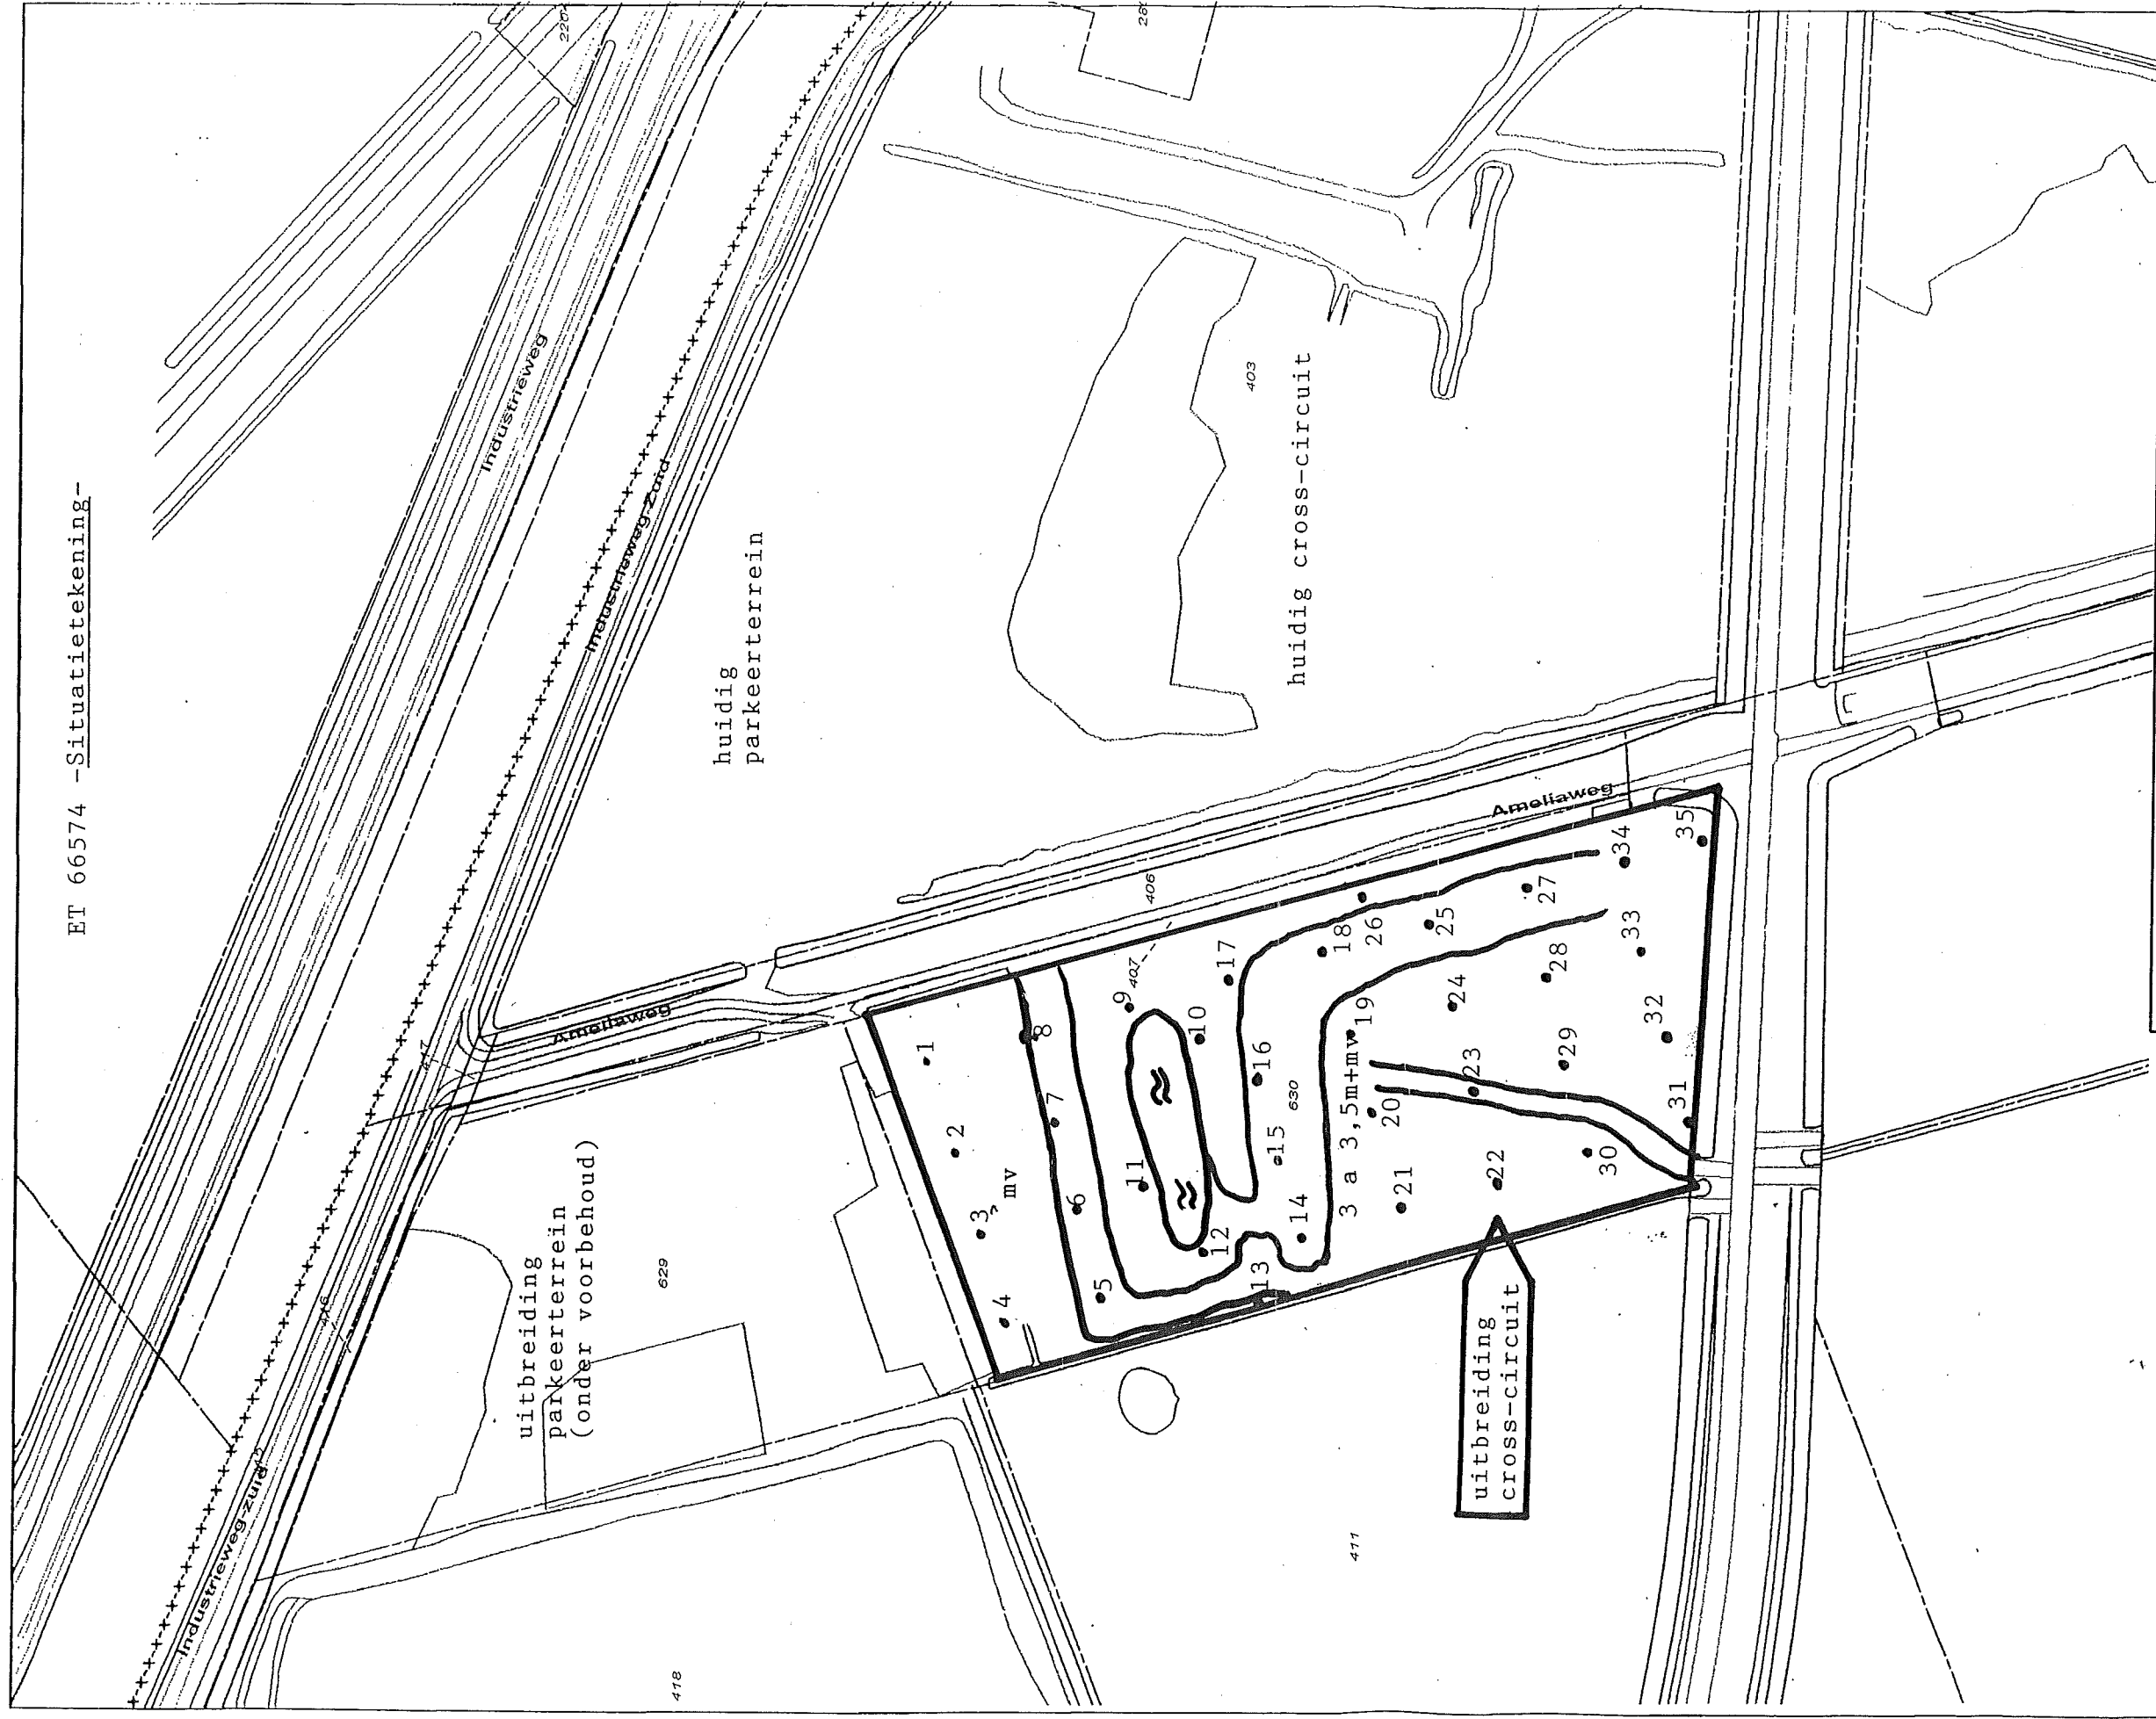 ET 66574 -Situatietekening-
Industrieweg
Industrieweg-Zuid
Industrieweg-Zuid
huidig
parkeerterrein
huidig cross-circuit
403
Ameliaweg
Ameliaweg
406
407
uitbreiding
parkeerterrein
(onder voorbehoud)
629
418
411
630
mv
3 a 3,5m+mv
uitbreiding
cross-circuit
1
2
3
4
5
6
7
8
9
10
11
12
13
14
15
16
17
18
19
20
21
22
23
24
25
26
27
28
29
30
31
32
33
34
35